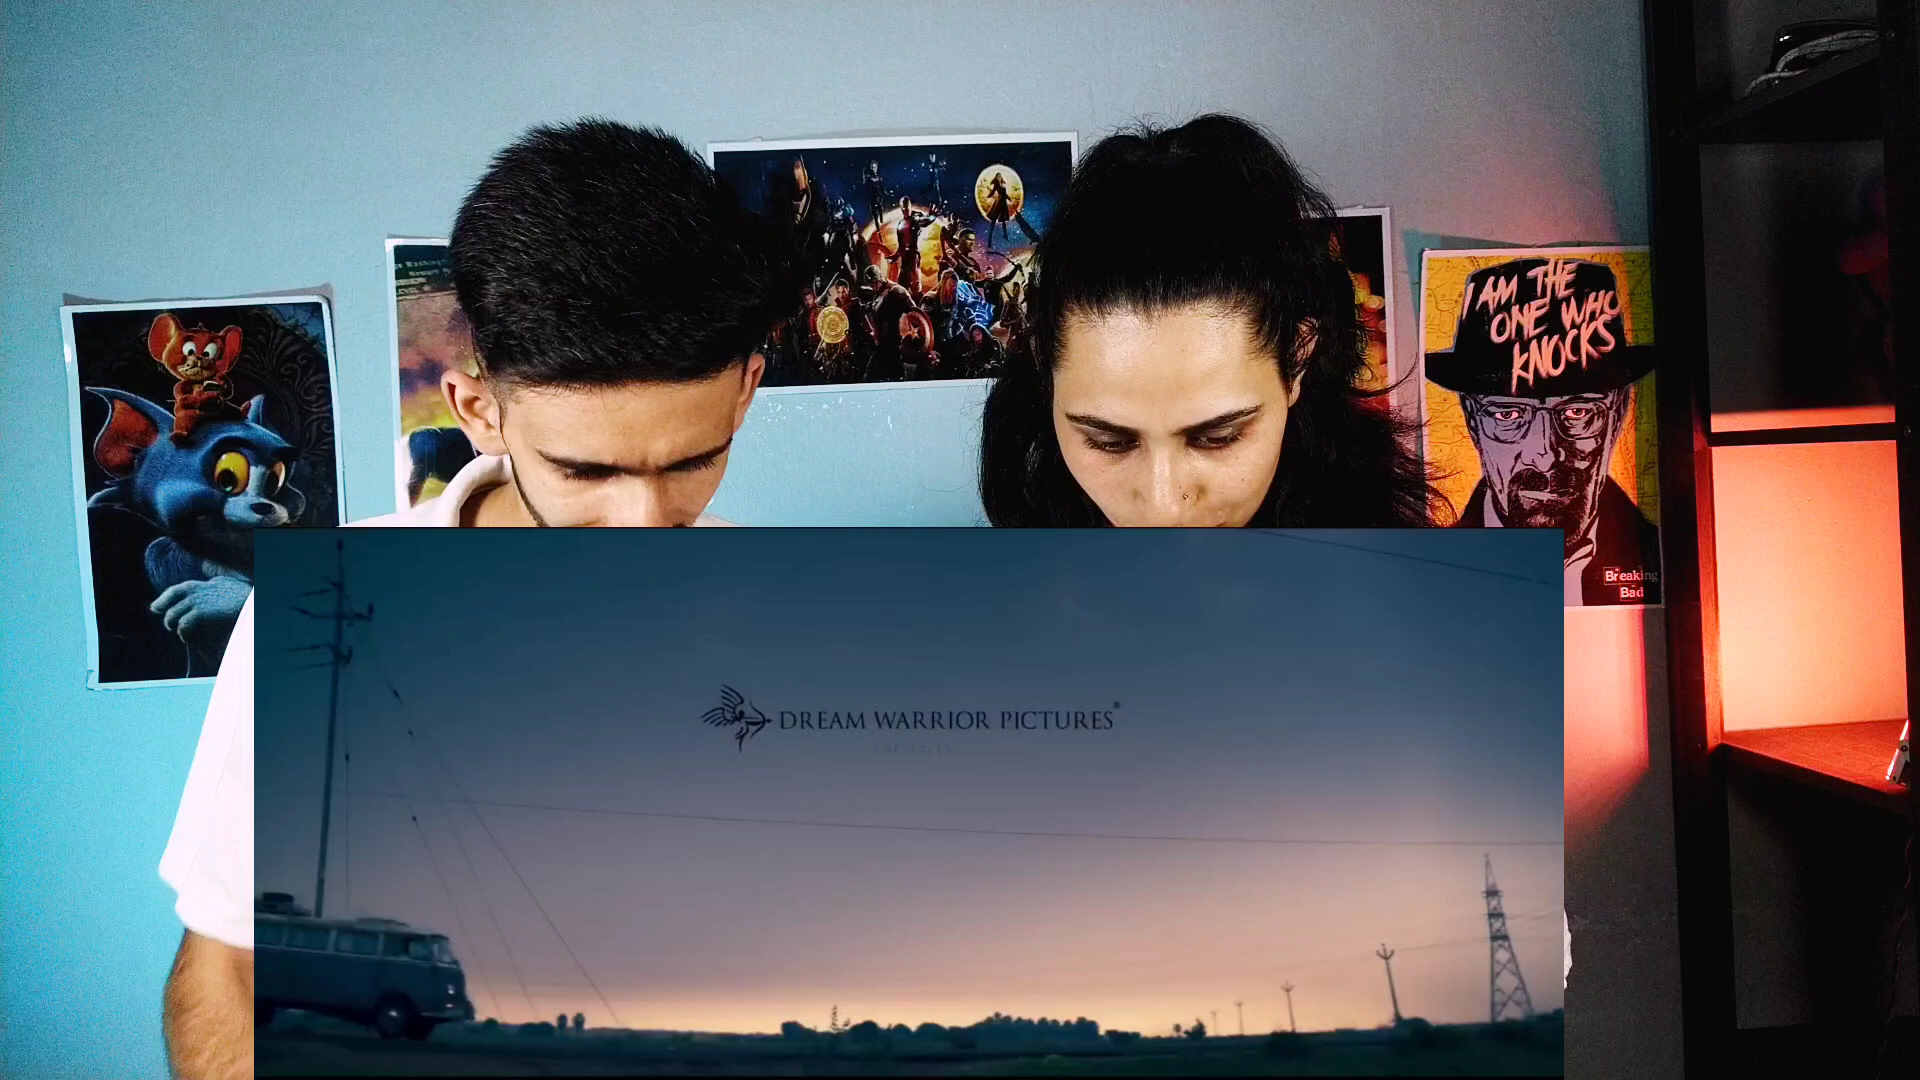 I AM THE
ONE WHO
KNOCKS
Breaking
Bad
DREAM WARRIOR PICTURES®